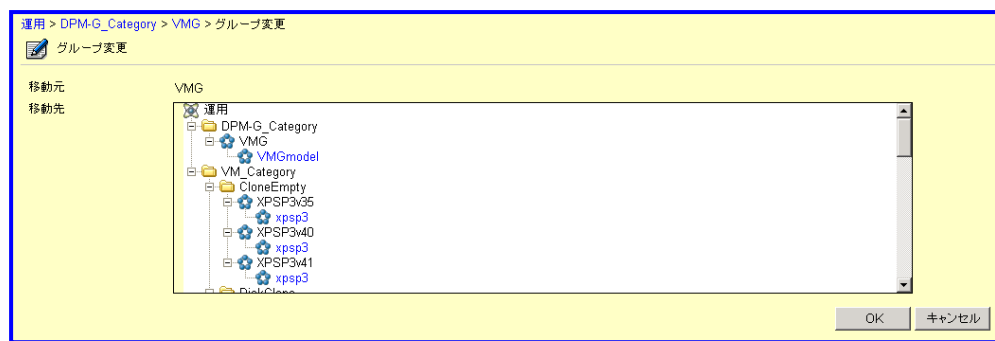 運用 > DPM-G_Category > VMG > グループ変更
グループ変更
移動元 VMG
移動先
運用
DPM-G_Category
VMG
VMGmodel
VM_Category
CloneEmpty
XPSP3v35
xpsp3
XPSP3v40
xpsp3
XPSP3v41
xpsp3
DiskClone
OK キャンセル